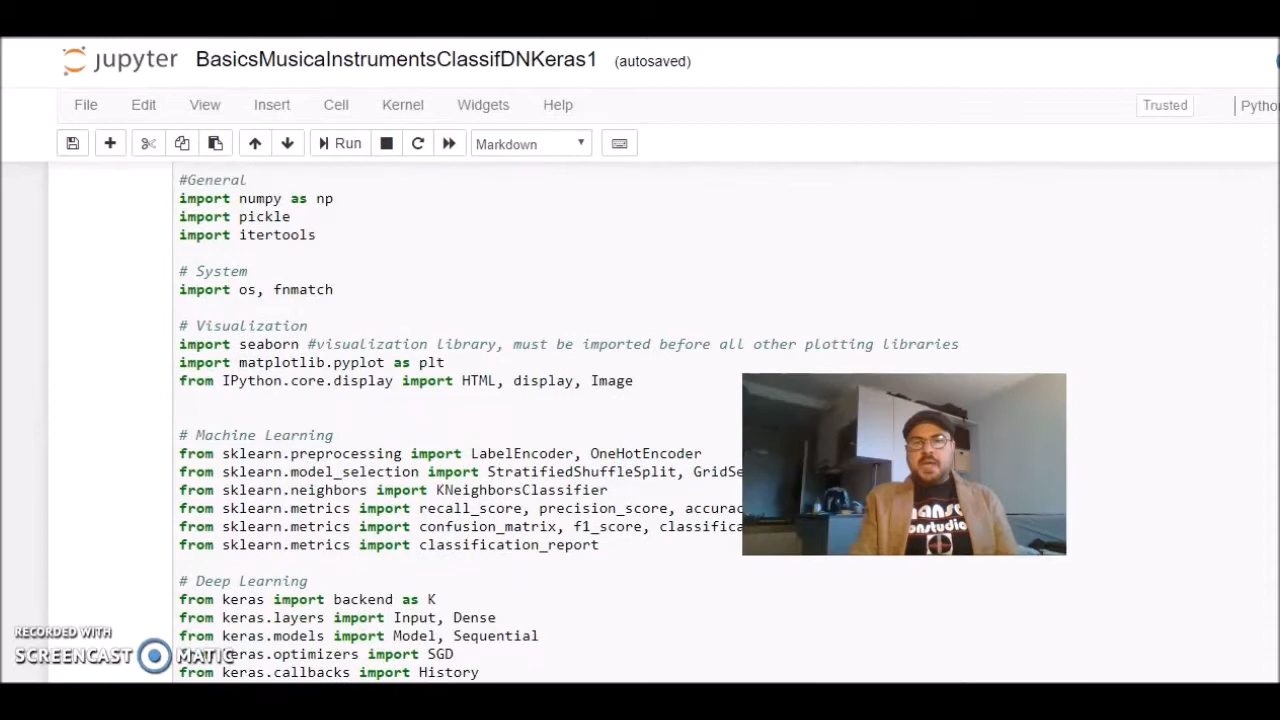 jupyter BasicsMusicaInstrumentsClassifDNKeras1 (autosaved)
File Edit View Insert Cell Kernel Widgets Help Trusted
Run Markdown
#General
import numpy as np
import pickle
import itertools
# System
import os, fnmatch
# Visualization
import seaborn #visualization library, must be imported before all other plotting libraries
import matplotlib.pyplot as plt
from IPython.core.display import HTML, display, Image
# Machine Learning
from sklearn.preprocessing import LabelEncoder, OneHotEncoder
from sklearn.model_selection import StratifiedShuffleSplit, GridSe
from sklearn.neighbors import KNeighborsClassifier
from sklearn.metrics import recall_score, precision_score, accurac
from sklearn.metrics import confusion_matrix, f1_score, classifica
from sklearn.metrics import classification_report
# Deep Learning
from keras import backend as K
from keras.layers import Input, Dense
from keras.models import Model, Sequential
keras.optimizers import SGD
from keras.callbacks import History
RECORDED WITH
SCREENCAST MATIC